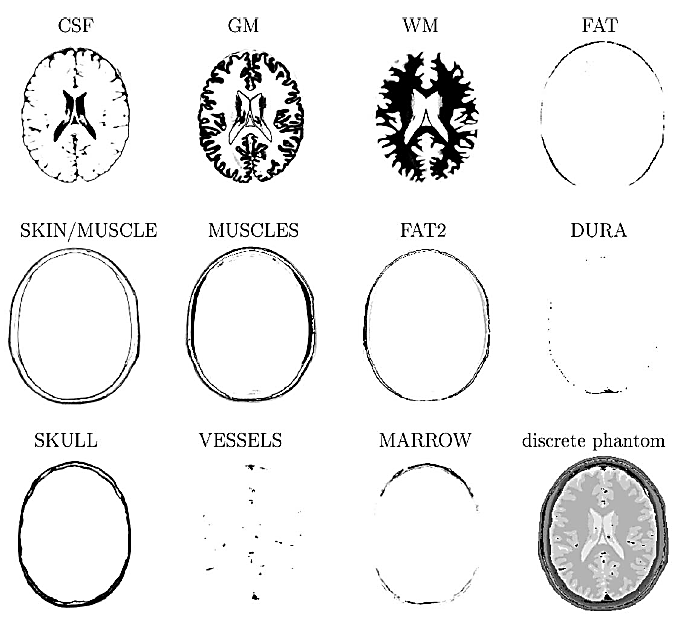 CSF GM WM FAT
SKIN/MUSCLE MUSCLES FAT2 DURA
SKULL VESSELS MARROW discrete phantom